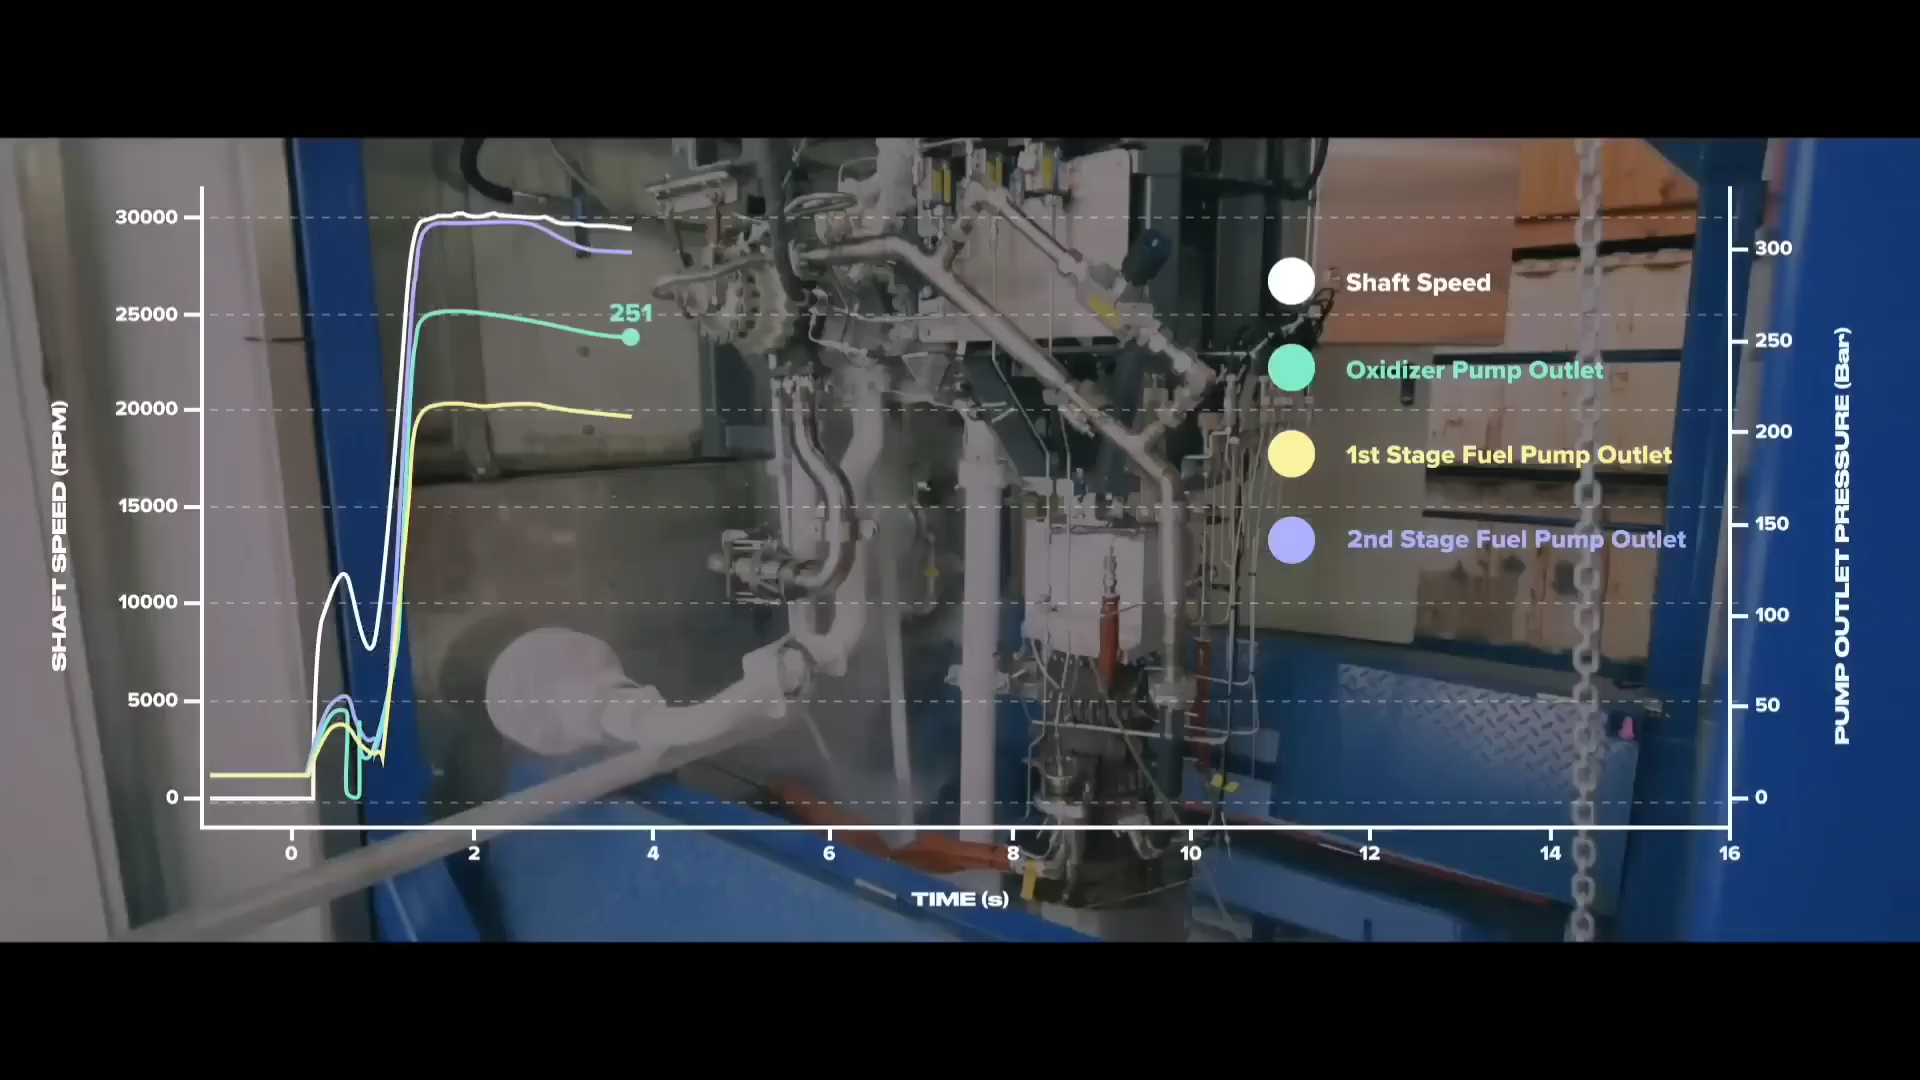 SHAFT SPEED (RPM)
30000
25000
20000
15000
10000
5000
0
251
Shaft Speed
Oxidizer Pump Outlet
1st Stage Fuel Pump Outlet
2nd Stage Fuel Pump Outlet
300
250
200
150
100
50
0
PUMP OUTLET PRESSURE (Bar)
0 2 4 6 8 10 12 14 16
TIME (s)